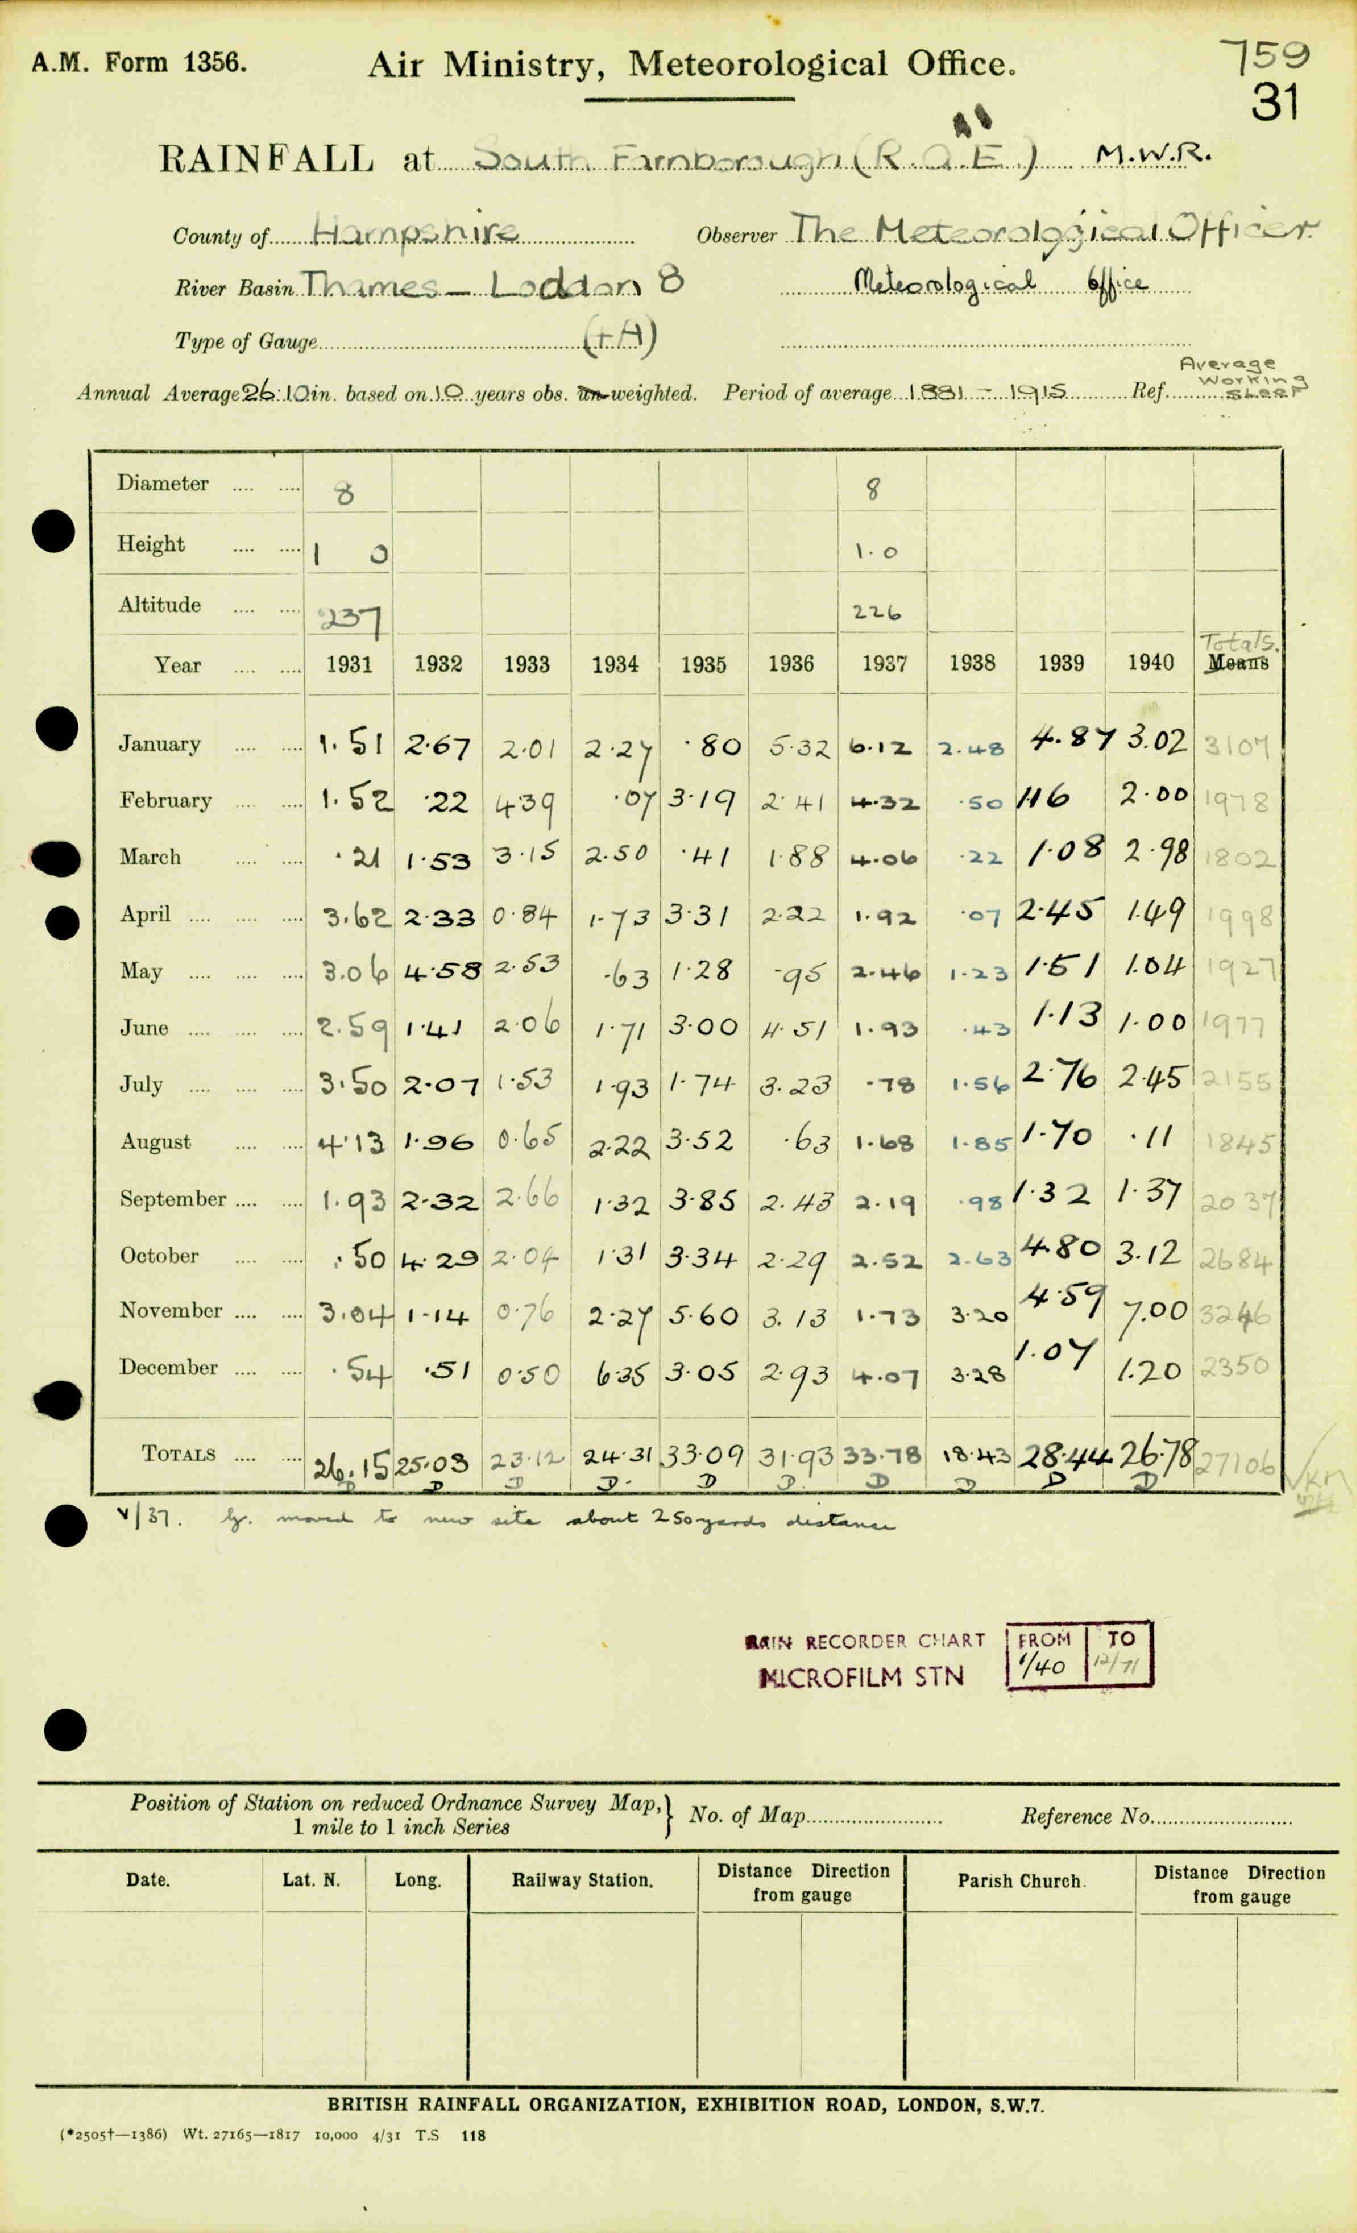 A.M. Form 1356. Air Ministry, Meteorological Office. 759
31
RAINFALL at South Farnborough (R.A.E.) M.W.R.
County of Hampshire Observer The Meteorological Officer
River Basin Thames - Loddon 8 Meteorological Office
Type of Gauge (+A)
Annual Average 26.10 in. based on 10 years obs. un-weighted. Period of average 1881 - 1915 Ref. Average Working Sheet
Diameter .... .... 8 8
Height .... .... 1 0 1.0
Altitude .... .... 237 226
Totals.
Year .... .... 1931 1932 1933 1934 1935 1936 1937 1938 1939 1940 Means
January .... .... 1.51 2.67 2.01 2.27 .80 5.32 6.12 2.48 4.87 3.02 3107
February .... .... 1.52 .22 4.39 .07 3.19 2.41 4.32 .50 1.16 2.00 1978
March .... .... .21 1.53 3.15 2.50 .41 1.88 4.06 .22 1.08 2.98 1802
April .... .... .... 3.62 2.33 0.84 1.73 3.31 2.22 1.92 .07 2.45 1.49 1998
May .... .... .... 3.06 4.58 2.53 .63 1.28 .95 2.46 1.23 1.51 1.04 1927
June .... .... .... 2.59 1.41 2.06 1.71 3.00 4.51 1.93 .43 1.13 1.00 1977
July .... .... .... 3.50 2.07 1.53 1.93 1.74 3.23 .78 1.56 2.76 2.45 2155
August .... .... 4.13 1.96 0.65 2.22 3.52 .63 1.68 1.85 1.70 .11 1845
September .... .... 1.93 2.32 2.66 1.32 3.85 2.43 2.19 .98 1.32 1.37 2037
October .... .... .50 4.29 2.04 1.31 3.34 2.29 2.52 2.63 4.80 3.12 2684
November .... .... 3.04 1.14 0.76 2.27 5.60 3.13 1.73 3.20 4.59 7.00 3246
December .... .... .54 .51 0.50 6.35 3.05 2.93 4.07 3.28 1.07 1.20 2350
TOTALS .... .... 26.15 25.03 23.12 24.31 33.09 31.93 33.78 18.43 28.44 26.78 27106
D D D D D D D D D D
V/37. G. moved to new site about 250 yards distance
RAIN RECORDER CHART FROM TO
MICROFILM STN 1/40 12/71
Position of Station on reduced Ordnance Survey Map, 1 mile to 1 inch Series } No. of Map Reference No.
Date. Lat. N. Long. Railway Station. Distance Direction from gauge Parish Church. Distance Direction from gauge
BRITISH RAINFALL ORGANIZATION, EXHIBITION ROAD, LONDON, S.W.7.
(*2505†—1386) Wt. 27165—1817 10,000 4/31 T.S 118